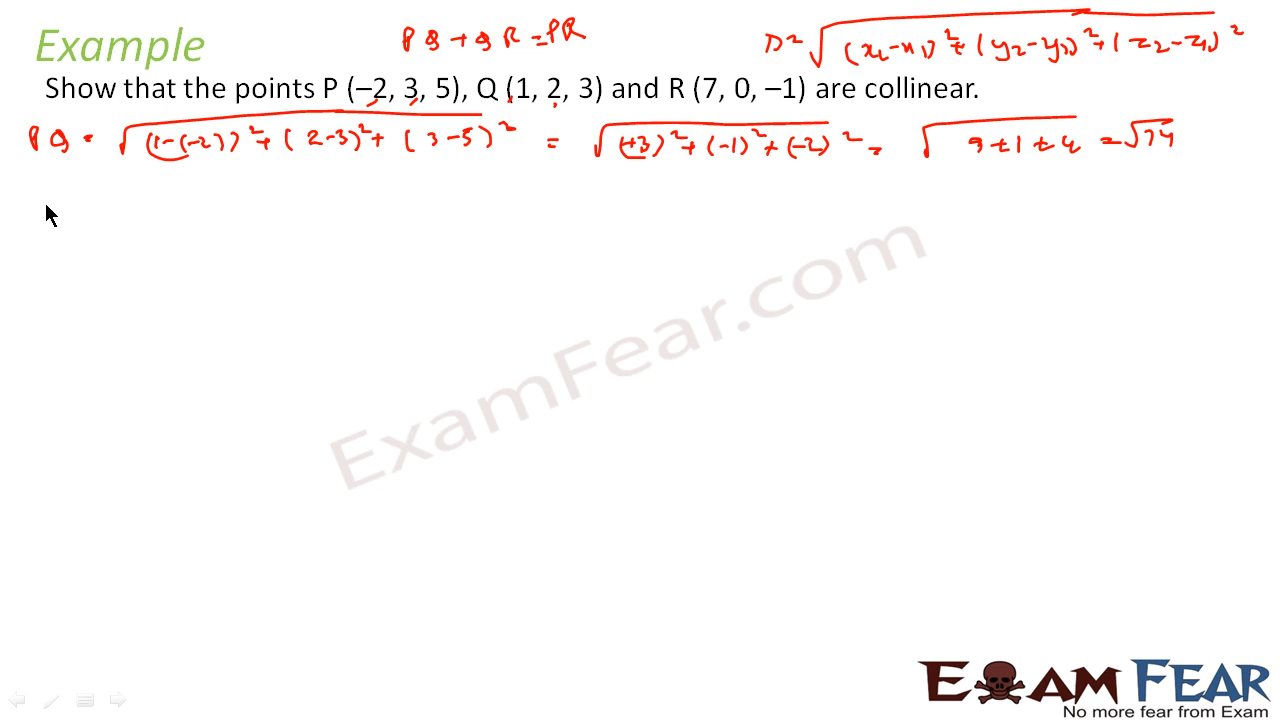 Example
PQ + QR = PR
D = √(x₂-x₁)² + (y₂-y₁)² + (z₂-z₁)²
Show that the points P (–2, 3, 5), Q (1, 2, 3) and R (7, 0, –1) are collinear.
PQ = √(1-(-2))² + (2-3)² + (3-5)² = √(+3)² + (-1)² + (-2)² = √9+1+4 = √14
ExamFear.com
EXAM FEAR
No more fear from Exam